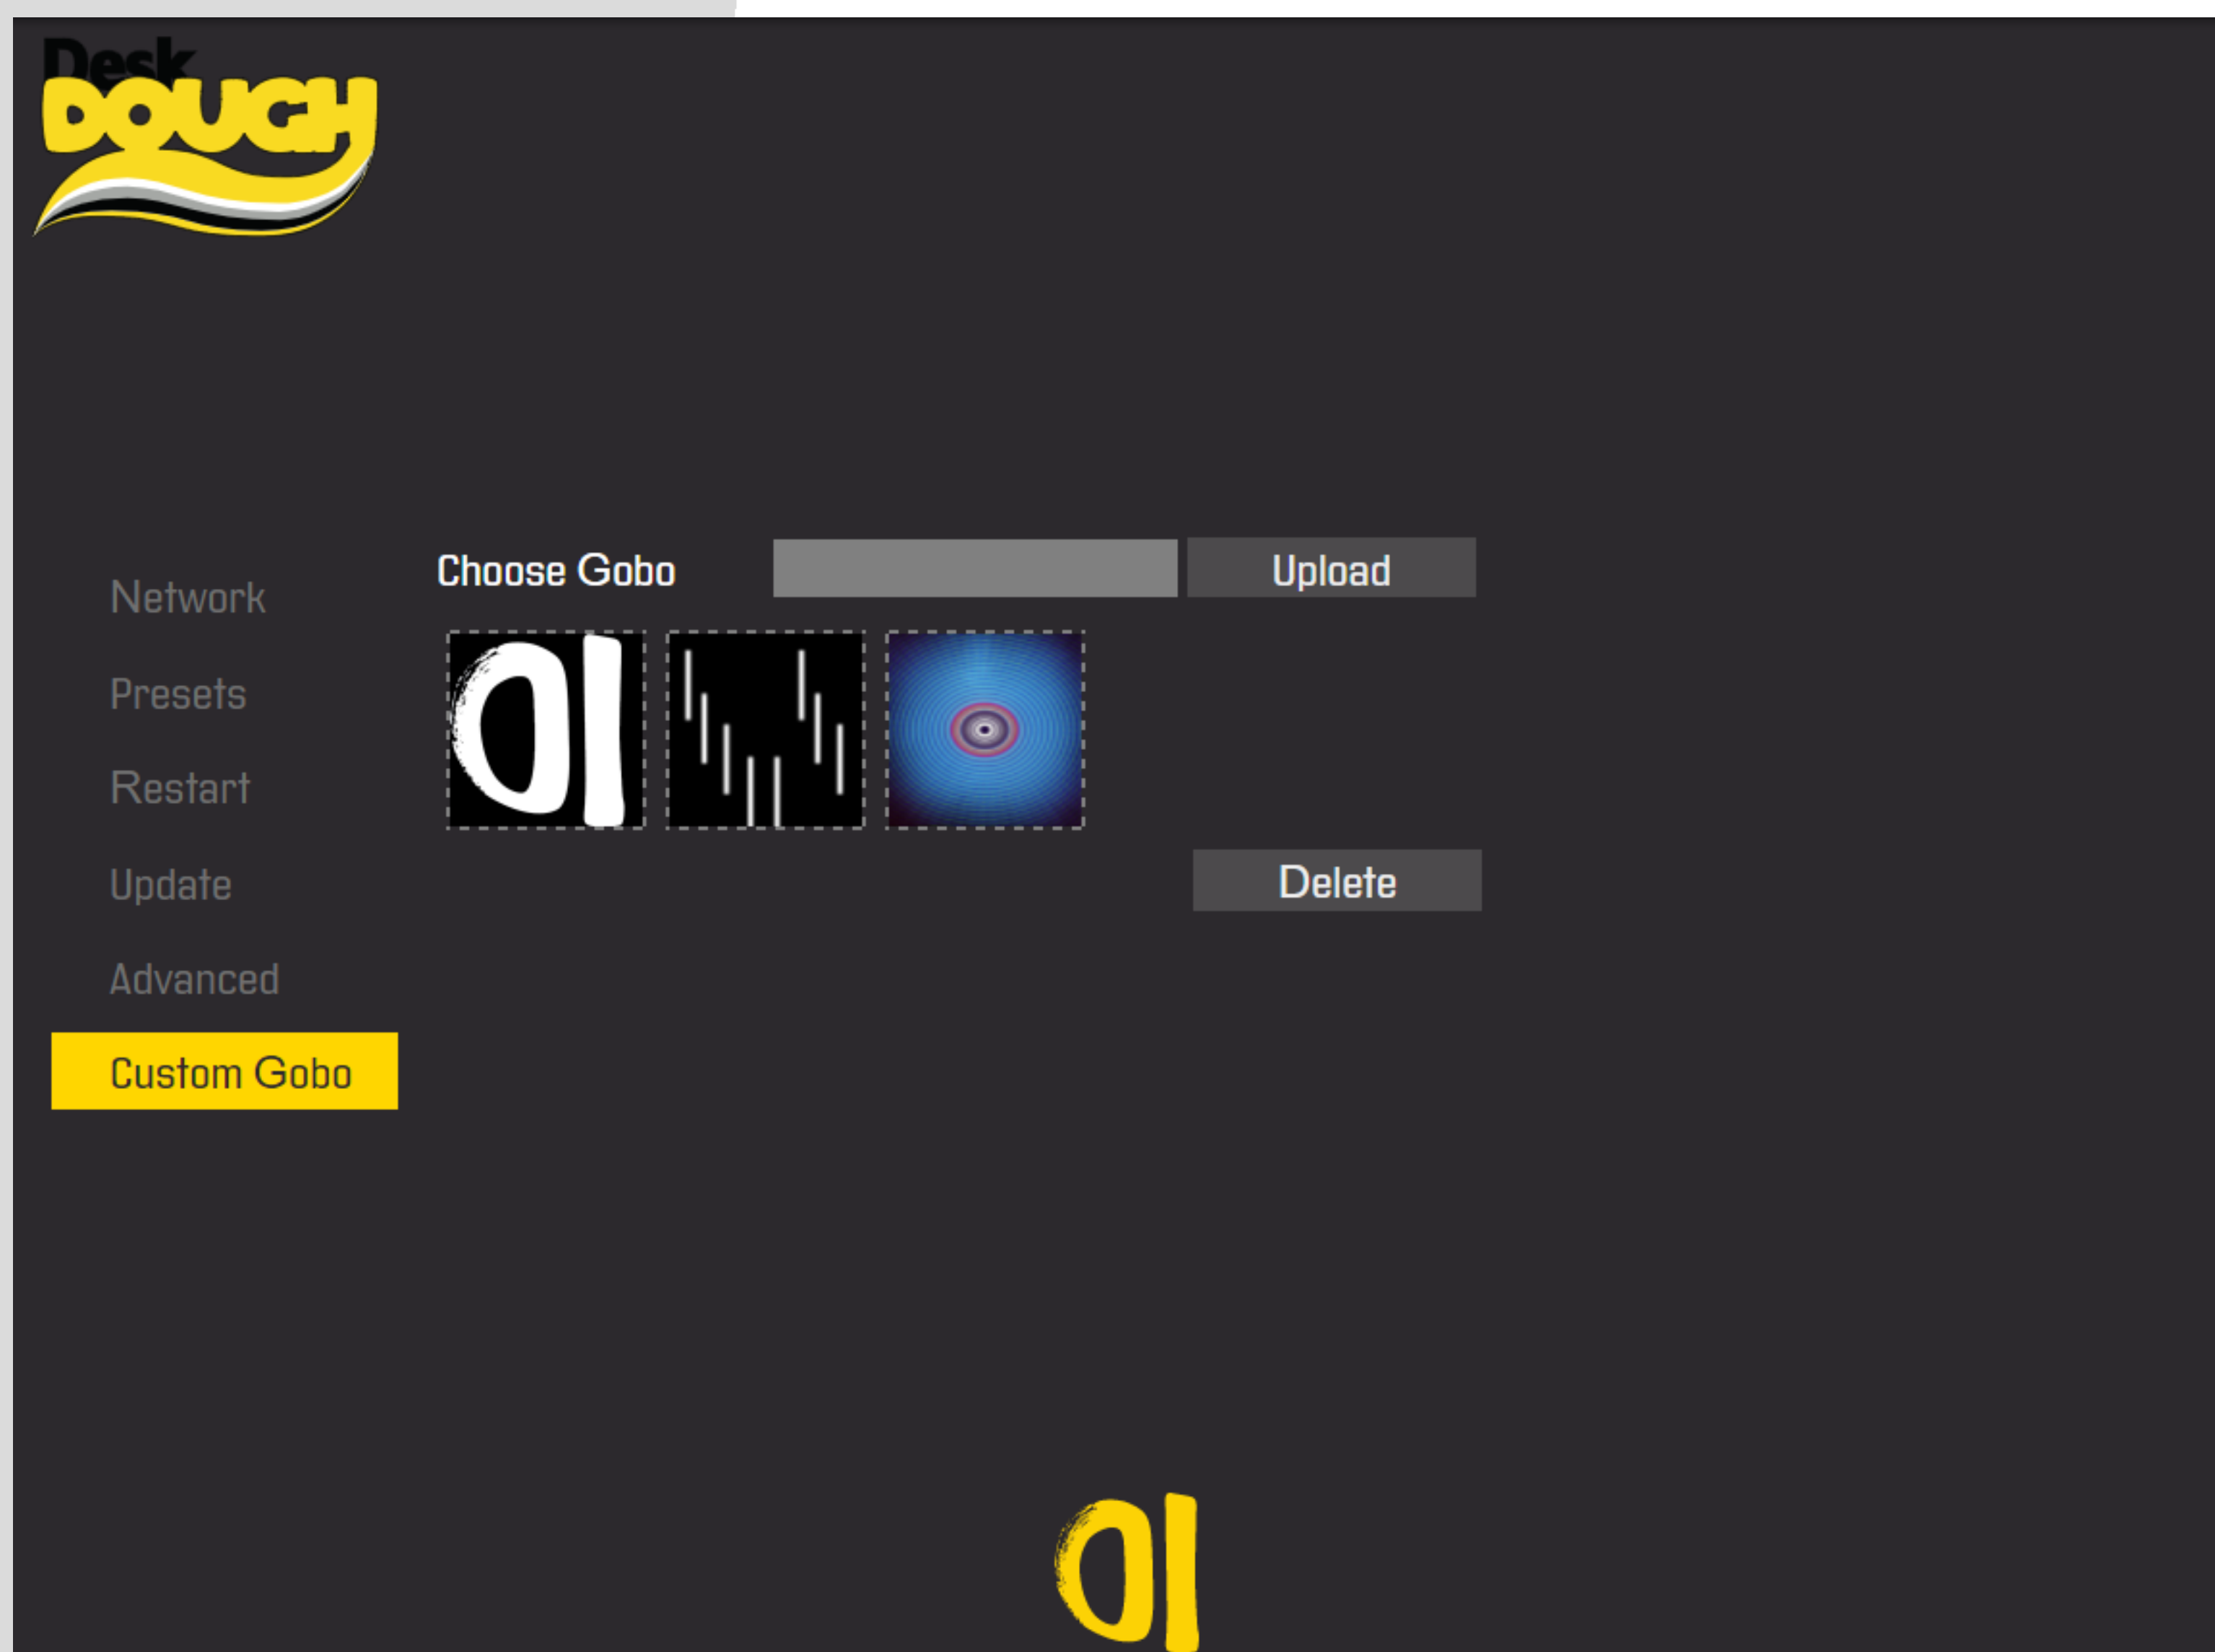 Desk
DOUGH
Choose Gobo
Upload
Network
Presets
Restart
Update
Delete
Advanced
Custom Gobo